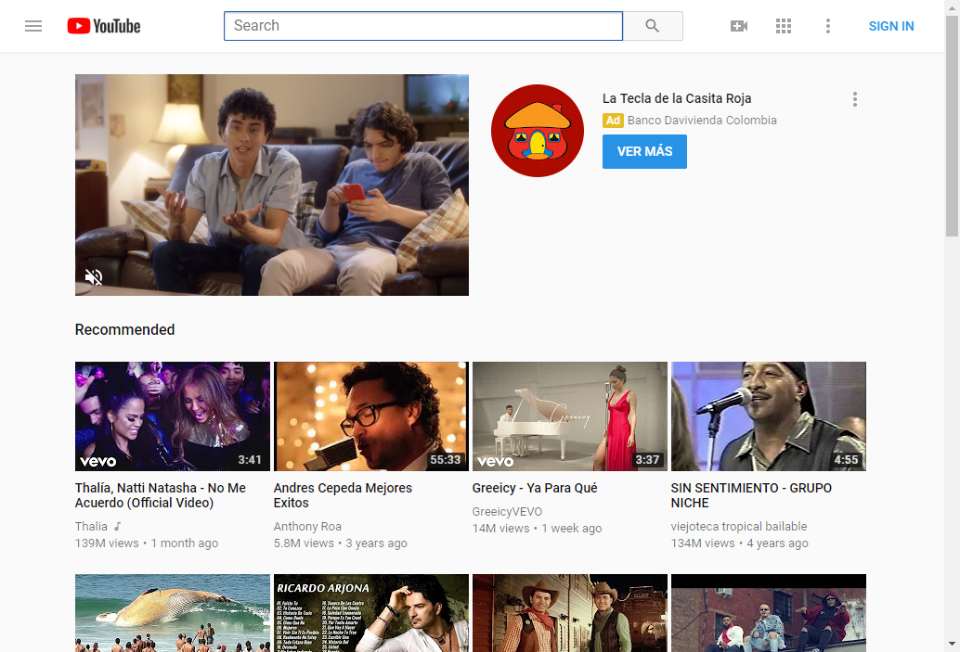 YouTube
Search
SIGN IN
La Tecla de la Casita Roja
Ad Banco Davivienda Colombia
VER MÁS
Recommended
vevo 3:41
55:33
vevo Greeicy 3:37
4:55
Thalía, Natti Natasha - No Me
Acuerdo (Official Video)
Thalia
139M views • 1 month ago
Andres Cepeda Mejores
Exitos
Anthony Roa
5.8M views • 3 years ago
Greeicy - Ya Para Qué
GreeicyVEVO
14M views • 1 week ago
SIN SENTIMIENTO - GRUPO
NICHE
viejoteca tropical bailable
134M views • 4 years ago
RICARDO ARJONA